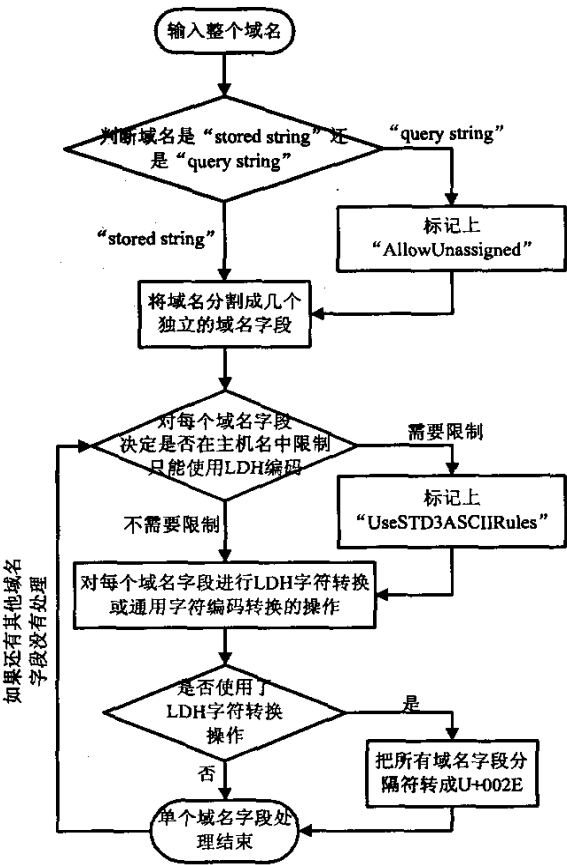 输入整个域名
判断域名是“stored string”还
是“query string”
“query string”
标记上
“AllowUnassigned”
“stored string”
将域名分割成几个
独立的域名字段
对每个域名字段
决定是否在主机名中限制
只能使用LDH编码
需要限制
标记上
“UseSTD3ASCIIRules”
不需要限制
对每个域名字段进行LDH字符转换
或通用字符编码转换的操作
如果还有其他域名
字段没有处理
是否使用了
LDH字符转换
操作
是
把所有域名字段分
隔符转成U+002E
否
单个域名字段处
理结束